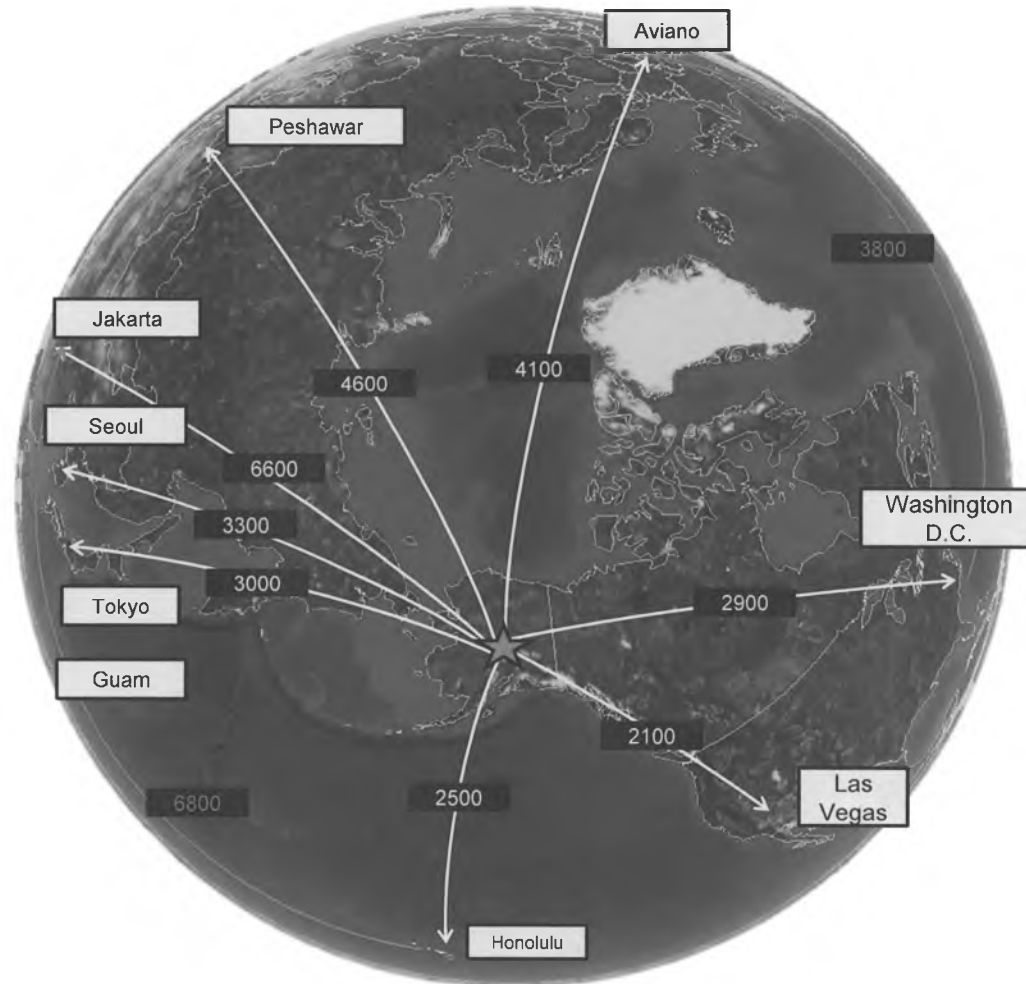 Aviano
Peshawar
3800
Jakarta
4100
4600
Seoul
6600
Washington
D.C.
3300
3000
Tokyo
2900
Guam
2100
6800
2500
Las
Vegas
Honolulu